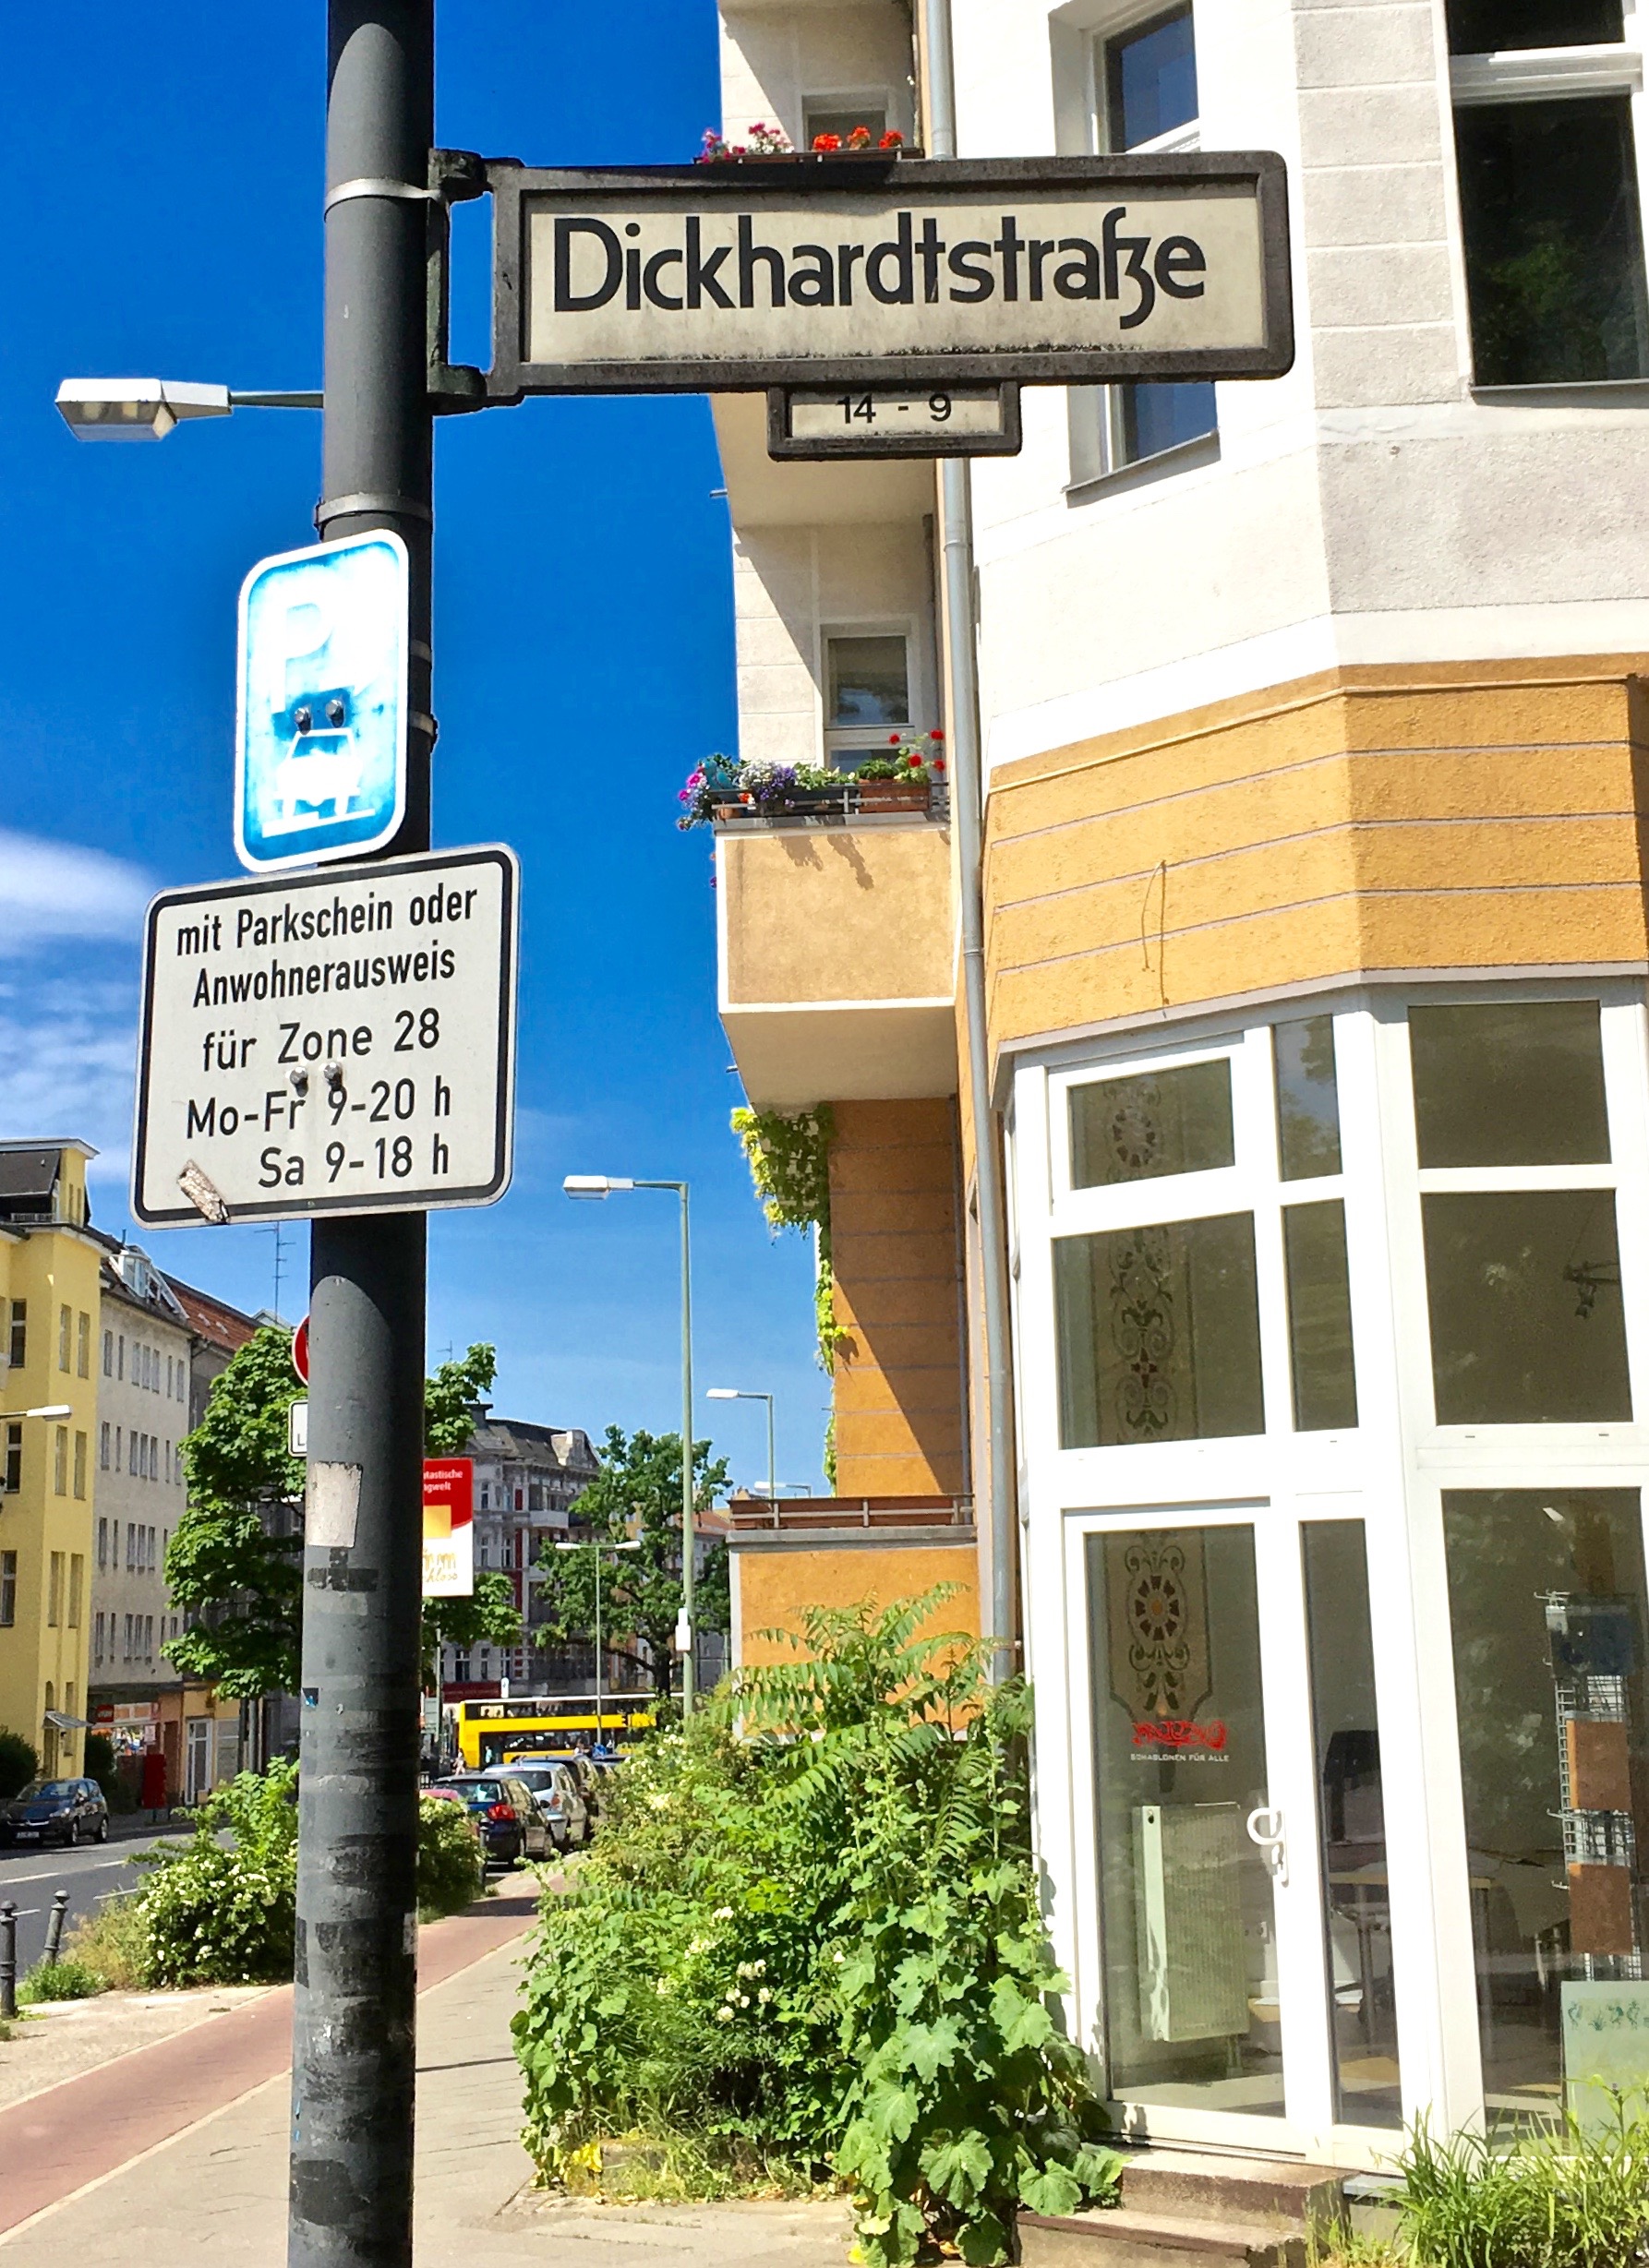 Dickhardtstraße
14 - 9
P
mit Parkschein oder
Anwohnerausweis
für Zone 28
Mo-Fr 9-20 h
Sa 9-18 h
SCHABLONEN FÜR ALLE